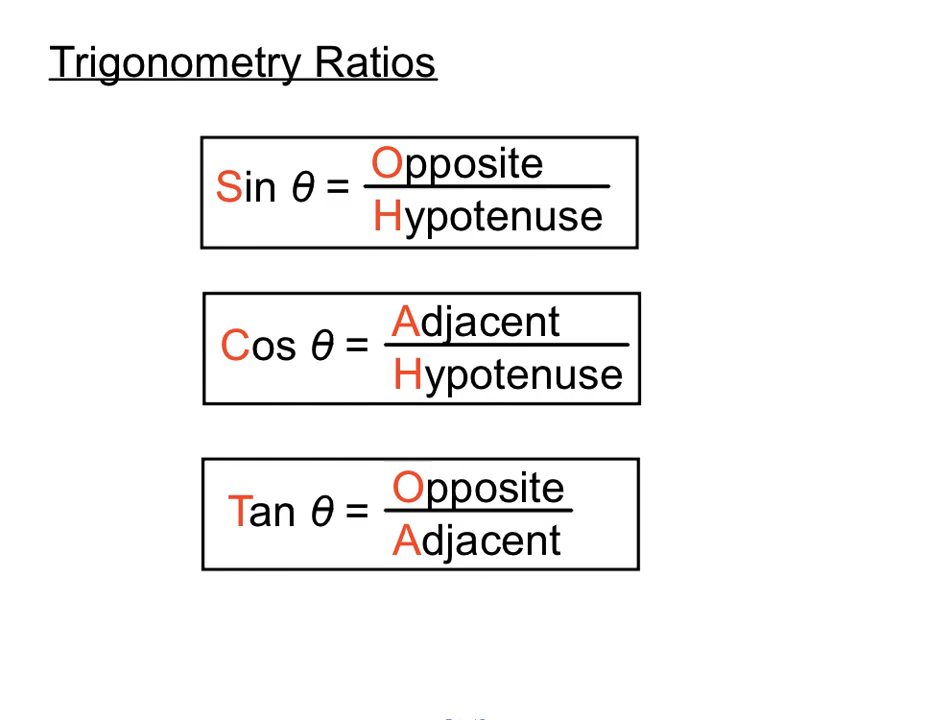 Trigonometry Ratios
Sin θ = Opposite
Hypotenuse
Cos θ = Adjacent
Hypotenuse
Tan θ = Opposite
Adjacent